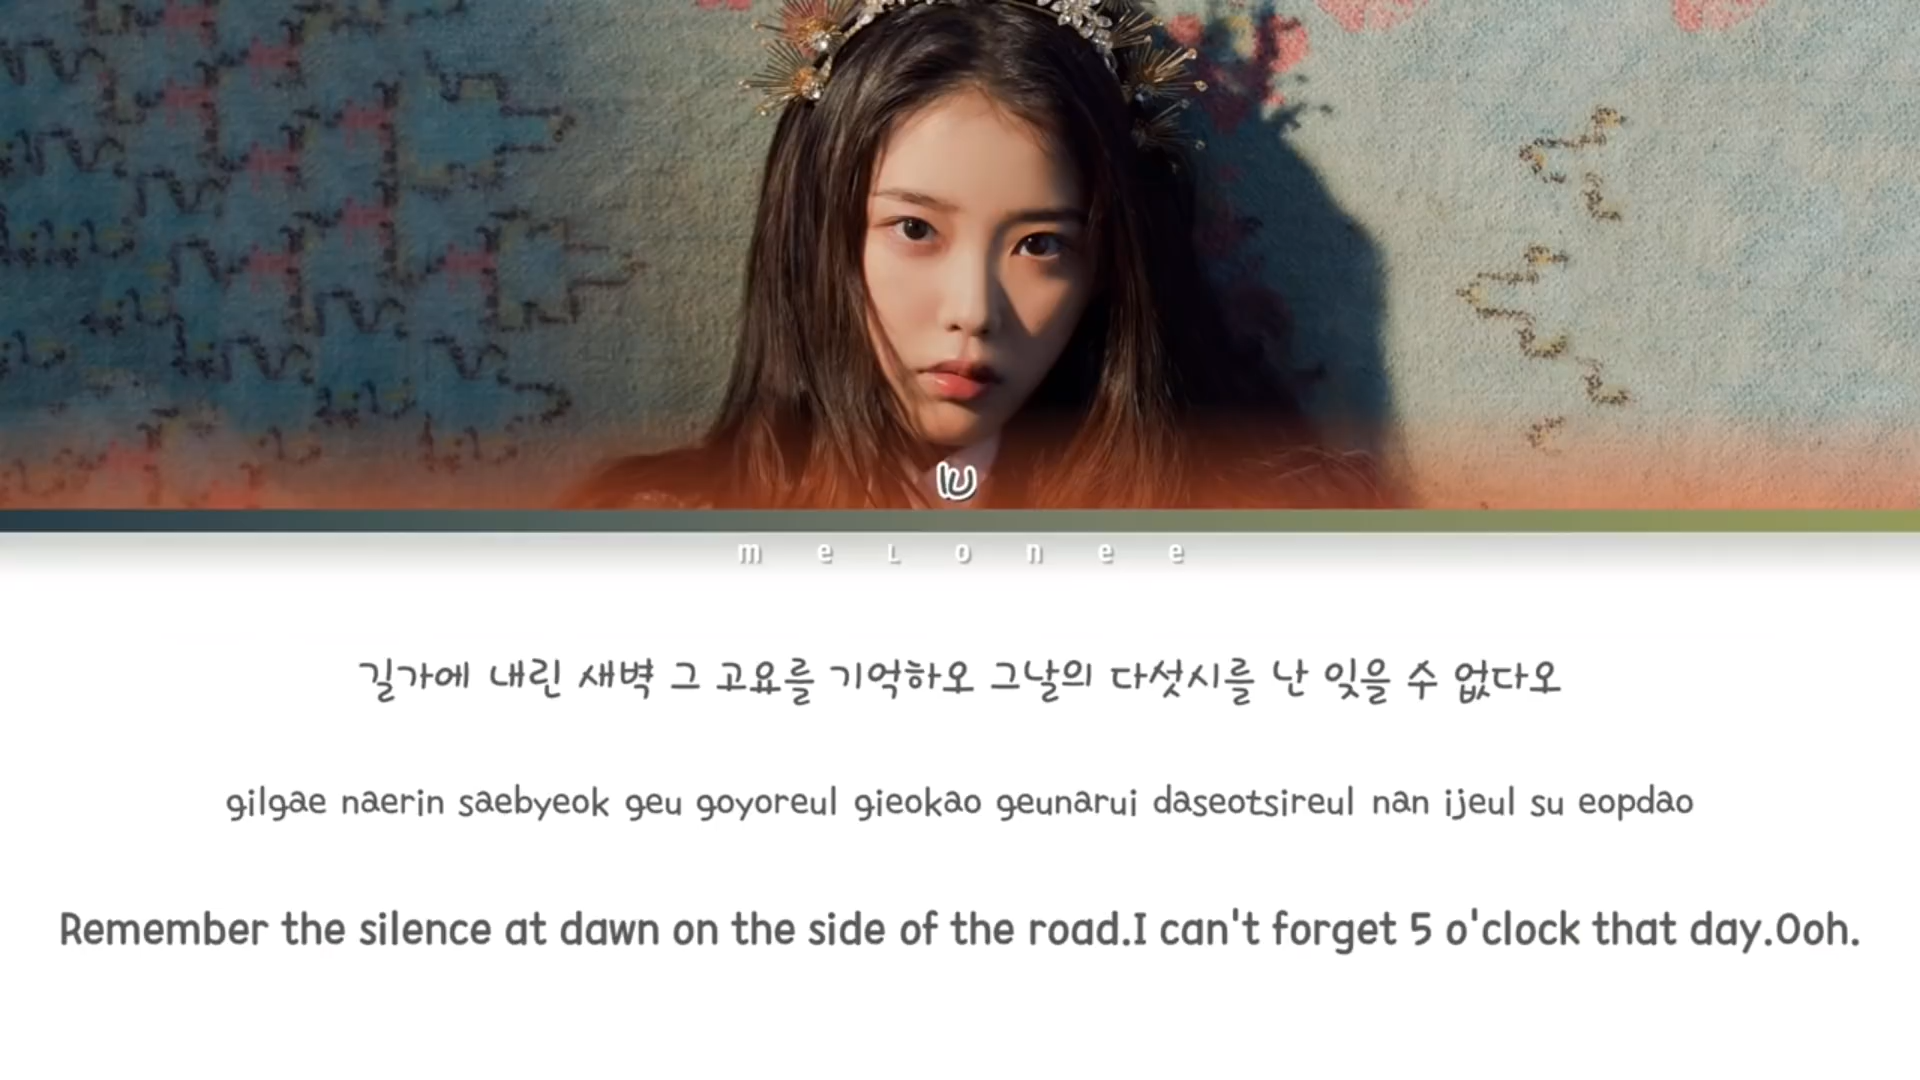 IU
meLonee
길가에 내린 새벽 그 고요를 기억하오 그날의 다섯시를 난 잊을 수 없다오
gilgae naerin saebyeok geu goyoreul gieokao geunarui daseotsireul nan ijeul su eopdao
Remember the silence at dawn on the side of the road.I can't forget 5 o'clock that day.Ooh.